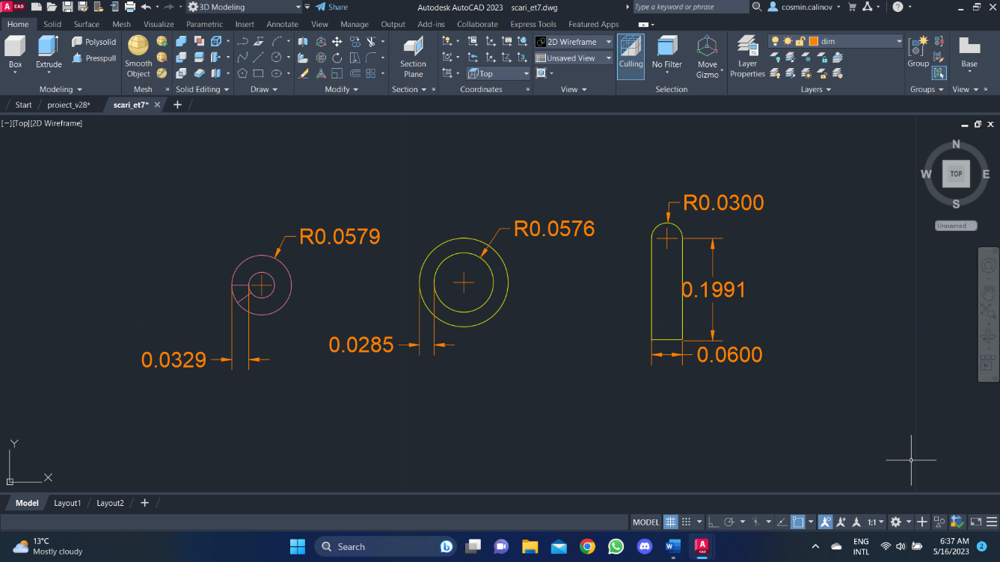 CAD 3D Modeling Share Autodesk AutoCAD 2023 scari_et7.dwg Type a keyword or phrase cosmin.calinov
Home Solid Surface Mesh Visualize Parametric Insert Annotate View Manage Output Add-ins Collaborate Express Tools Featured Apps
Box Extrude Polysolid Presspull Smooth Object Section Plane 2D Wireframe Unsaved View Top Culling No Filter Move Gizmo Layer Properties dim Group Base
Modeling Mesh Solid Editing Draw Modify Section Coordinates View Selection Layers Groups View
Start proiect_v28* scari_et7*
[−][Top][2D Wireframe]
N
W TOP E
S
Unnamed
R0.0300
R0.0576
R0.0579
0.1991
0.0285
0.0600
0.0329
Y
X
Model Layout1 Layout2
MODEL 1:1
13°C
Mostly cloudy
Search
ENG
INTL
6:37 AM
5/16/2023
2